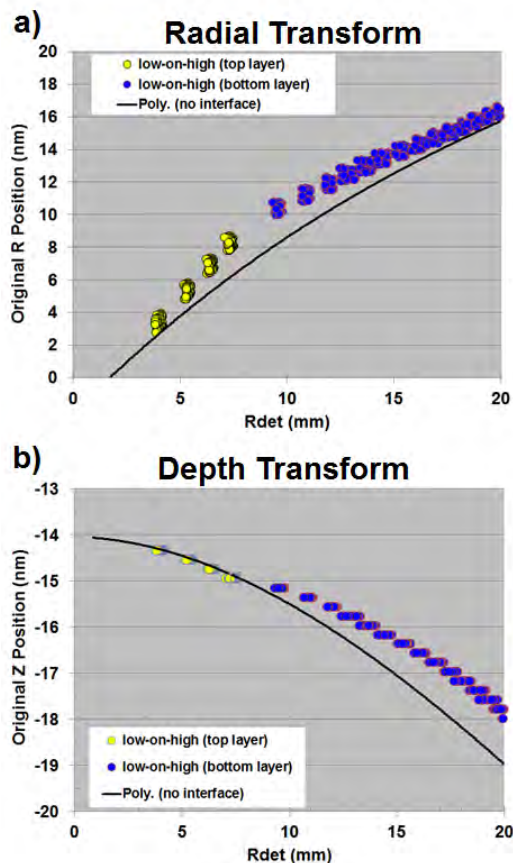 a)
Radial Transform
20
18
16
14
12
10
8
6
4
2
0
Original R Position (nm)
low-on-high (top layer)
low-on-high (bottom layer)
Poly. (no interface)
0 5 10 15 20
Rdet (mm)
b)
Depth Transform
-13
-14
-15
-16
-17
-18
-19
-20
Original Z Position (nm)
0 5 10 15 20
low-on-high (top layer)
low-on-high (bottom layer)
Poly. (no interface)
Rdet (mm)